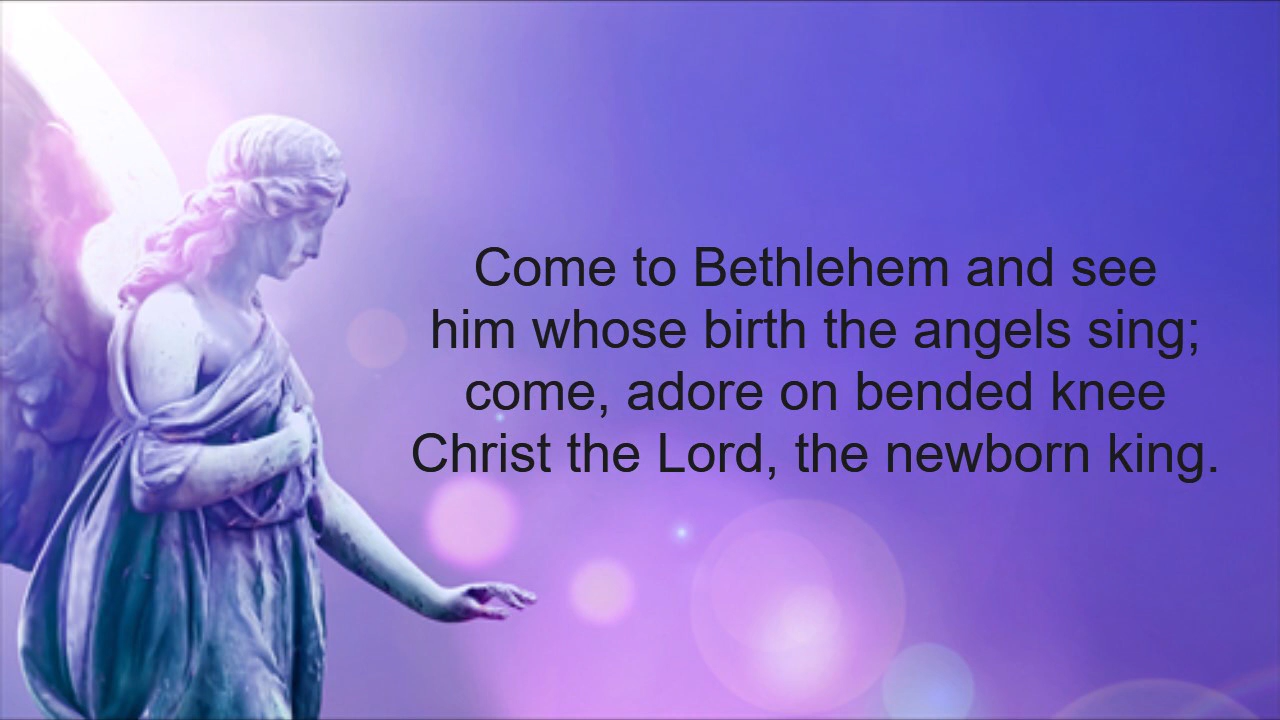 Come to Bethlehem and see
him whose birth the angels sing;
come, adore on bended knee
Christ the Lord, the newborn king.